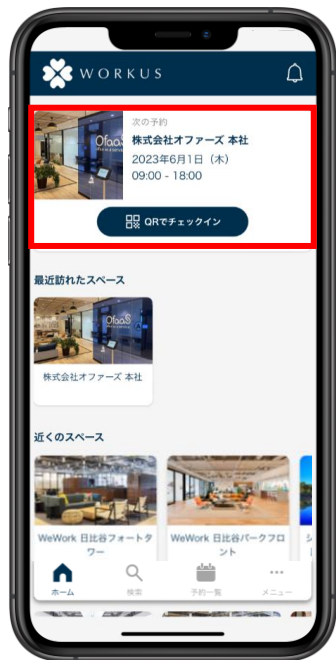 WORKUS
次の予約
株式会社オファーズ 本社
2023年6月1日（木）
09:00 - 18:00
QRでチェックイン
最近訪れたスペース
OfaaS
株式会社オファーズ 本社
近くのスペース
WeWork 日比谷フォートタ
ワー
WeWork 日比谷パークフロ
ント
ホーム
検索
予約一覧
メニュー